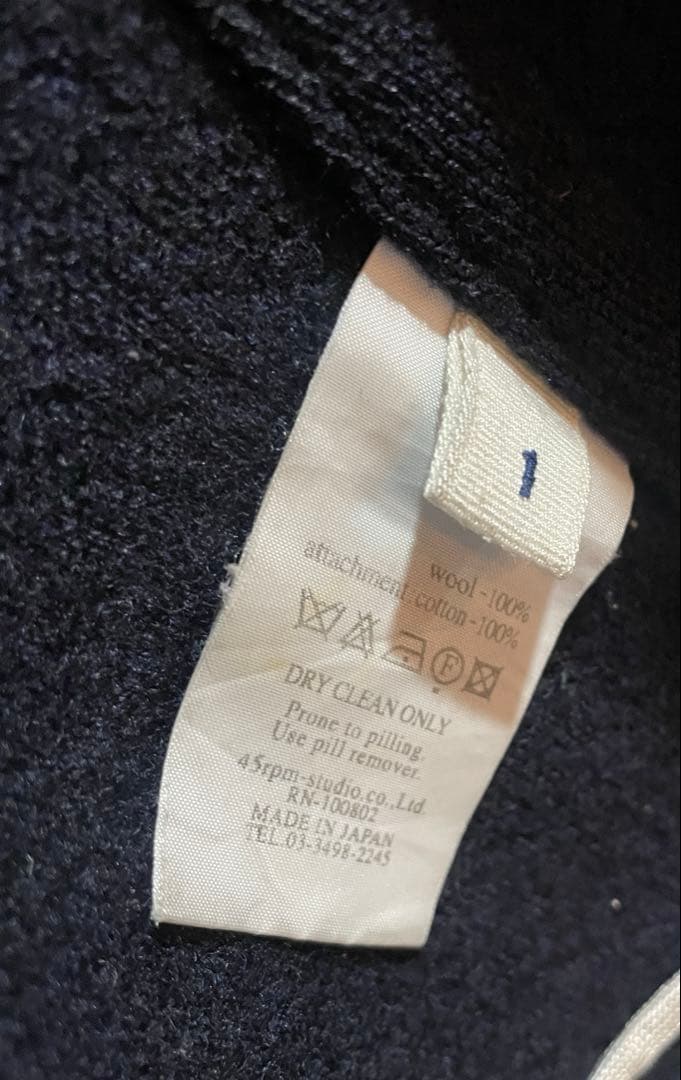 1
wool-100%
attachment:cotton-100%
F
DRY CLEAN ONLY
Prone to pilling.
Use pill remover.
45rpm-studio.co.,Ltd.
RN-100802
MADE IN JAPAN
TEL.03-3498-2245